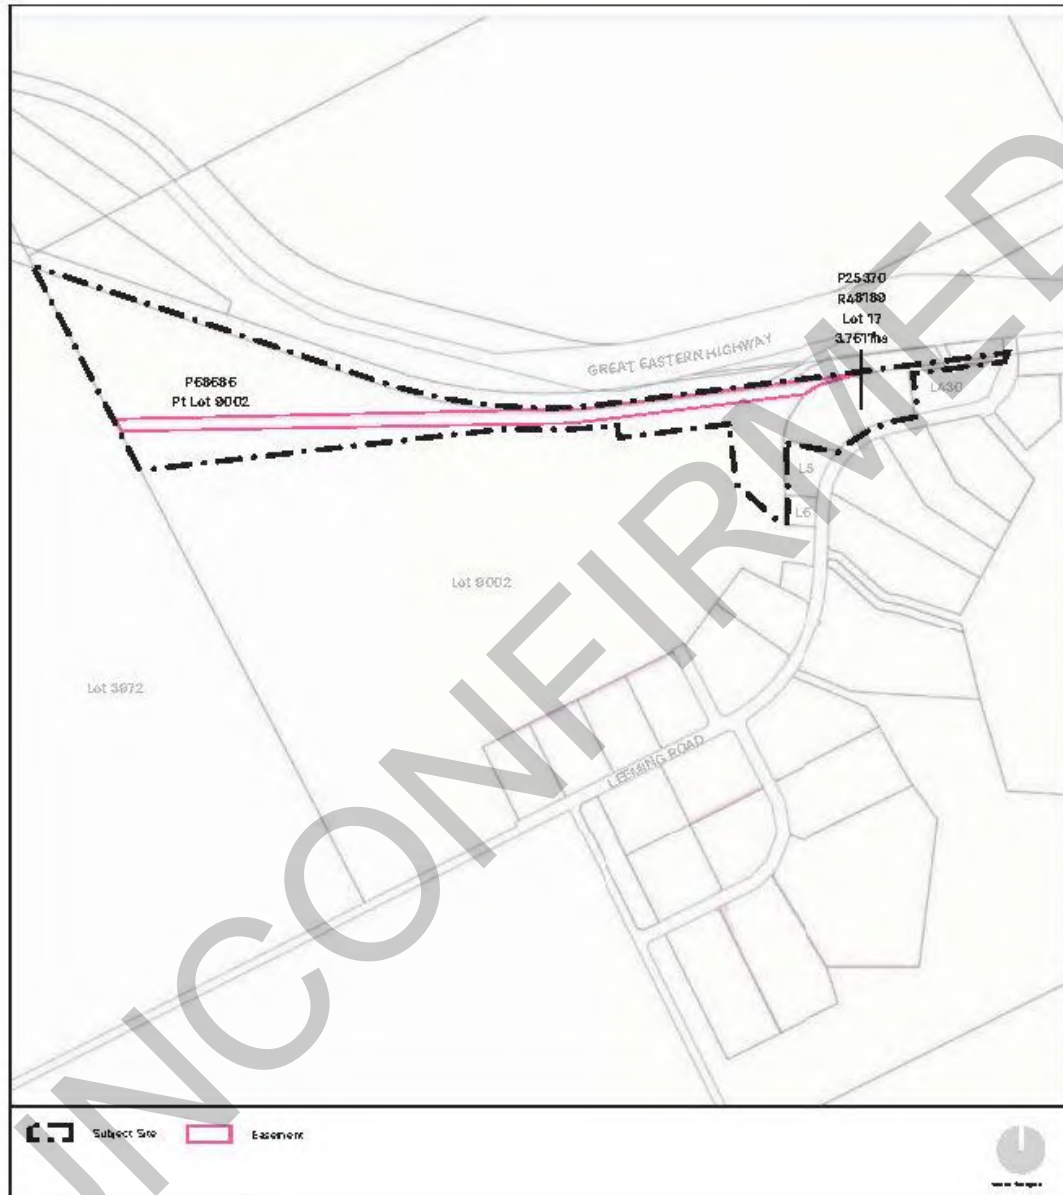 P25370
R48189
Lot 17
3.7617ha
GREAT EASTERN HIGHWAY
L430
P68686
Pt Lot 9002
L5
L6
Lot 9002
Lot 3972
LEEMING ROAD
UNCONFIRMED
Subject Site
Easement